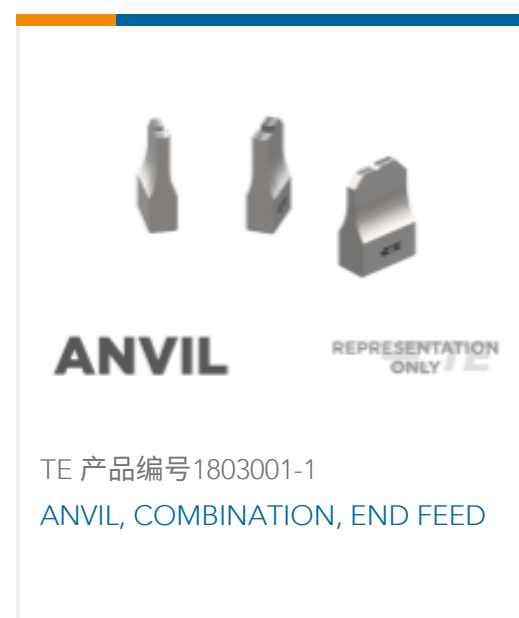 ANVIL
REPRESENTATION
ONLY
TE
TE 产品编号1803001-1
ANVIL, COMBINATION, END FEED